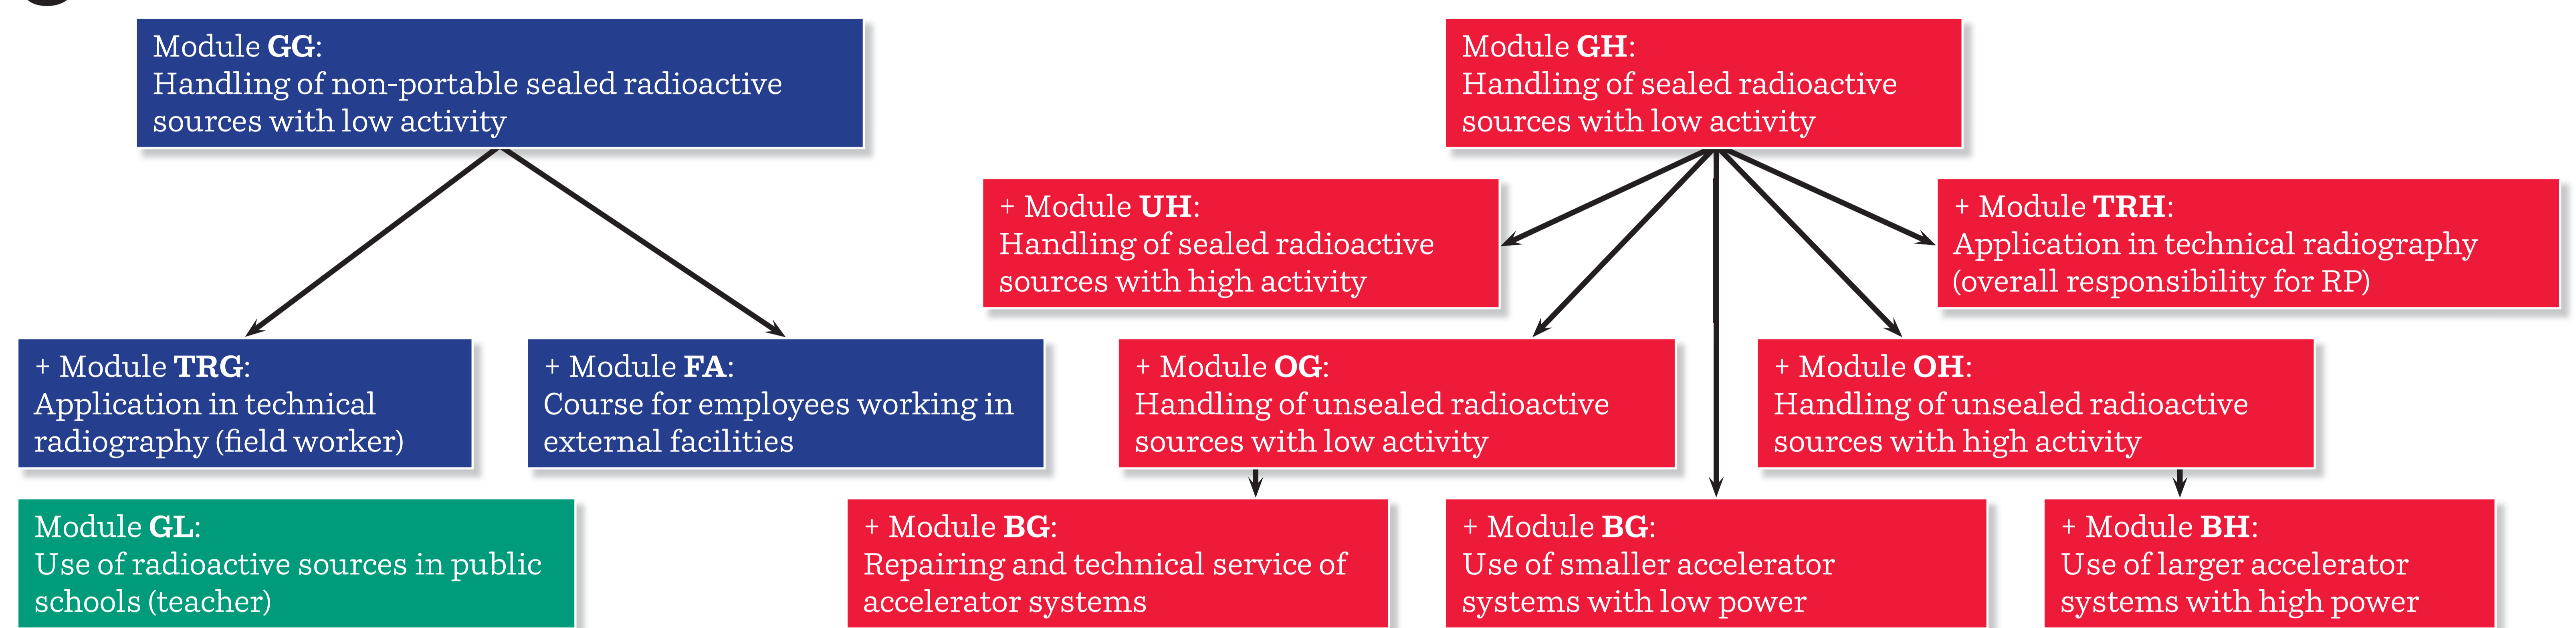 Module GG:
Handling of non-portable sealed radioactive
sources with low activity
Module GH:
Handling of sealed radioactive
sources with low activity
+ Module UH:
Handling of sealed radioactive
sources with high activity
+ Module TRH:
Application in technical radiography
(overall responsibility for RP)
+ Module TRG:
Application in technical
radiography (field worker)
+ Module FA:
Course for employees working in
external facilities
+ Module OG:
Handling of unsealed radioactive
sources with low activity
+ Module OH:
Handling of unsealed radioactive
sources with high activity
Module GL:
Use of radioactive sources in public
schools (teacher)
+ Module BG:
Repairing and technical service of
accelerator systems
+ Module BG:
Use of smaller accelerator
systems with low power
+ Module BH:
Use of larger accelerator
systems with high power